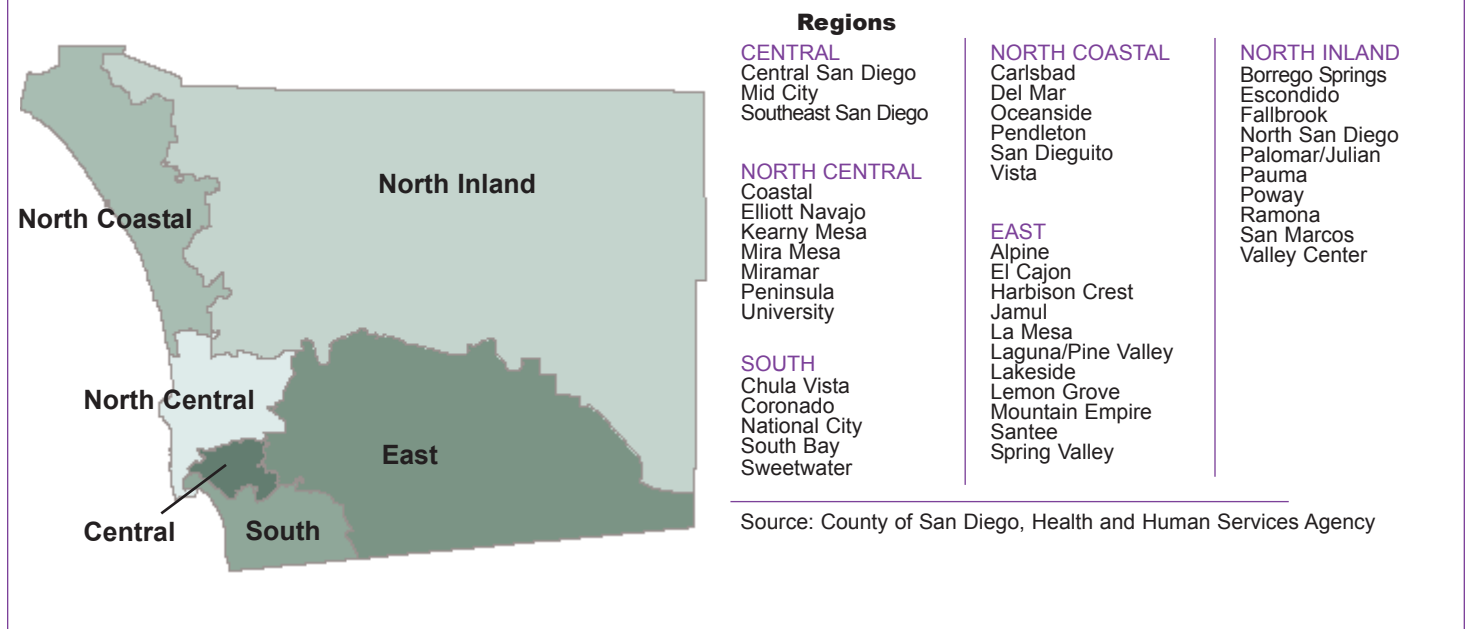 North Inland
North Coastal
North Central
East
Central
South
Regions
CENTRAL
Central San Diego
Mid City
Southeast San Diego
NORTH CENTRAL
Coastal
Elliott Navajo
Kearny Mesa
Mira Mesa
Miramar
Peninsula
University
SOUTH
Chula Vista
Coronado
National City
South Bay
Sweetwater
NORTH COASTAL
Carlsbad
Del Mar
Oceanside
Pendleton
San Dieguito
Vista
EAST
Alpine
El Cajon
Harbison Crest
Jamul
La Mesa
Laguna/Pine Valley
Lakeside
Lemon Grove
Mountain Empire
Santee
Spring Valley
NORTH INLAND
Borrego Springs
Escondido
Fallbrook
North San Diego
Palomar/Julian
Pauma
Poway
Ramona
San Marcos
Valley Center
Source: County of San Diego, Health and Human Services Agency